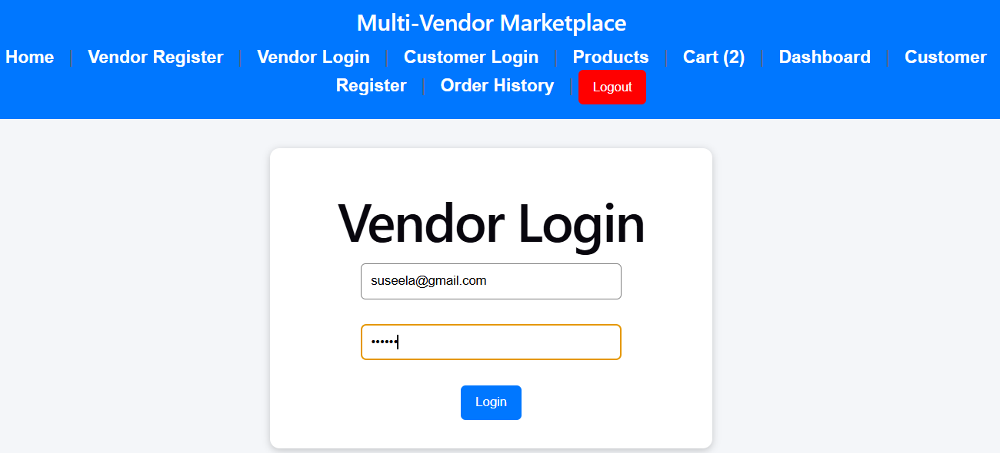 Multi-Vendor Marketplace
Home | Vendor Register | Vendor Login | Customer Login | Products | Cart (2) | Dashboard | Customer
Register | Order History | Logout
Vendor Login
suseela@gmail.com
••••••
Login